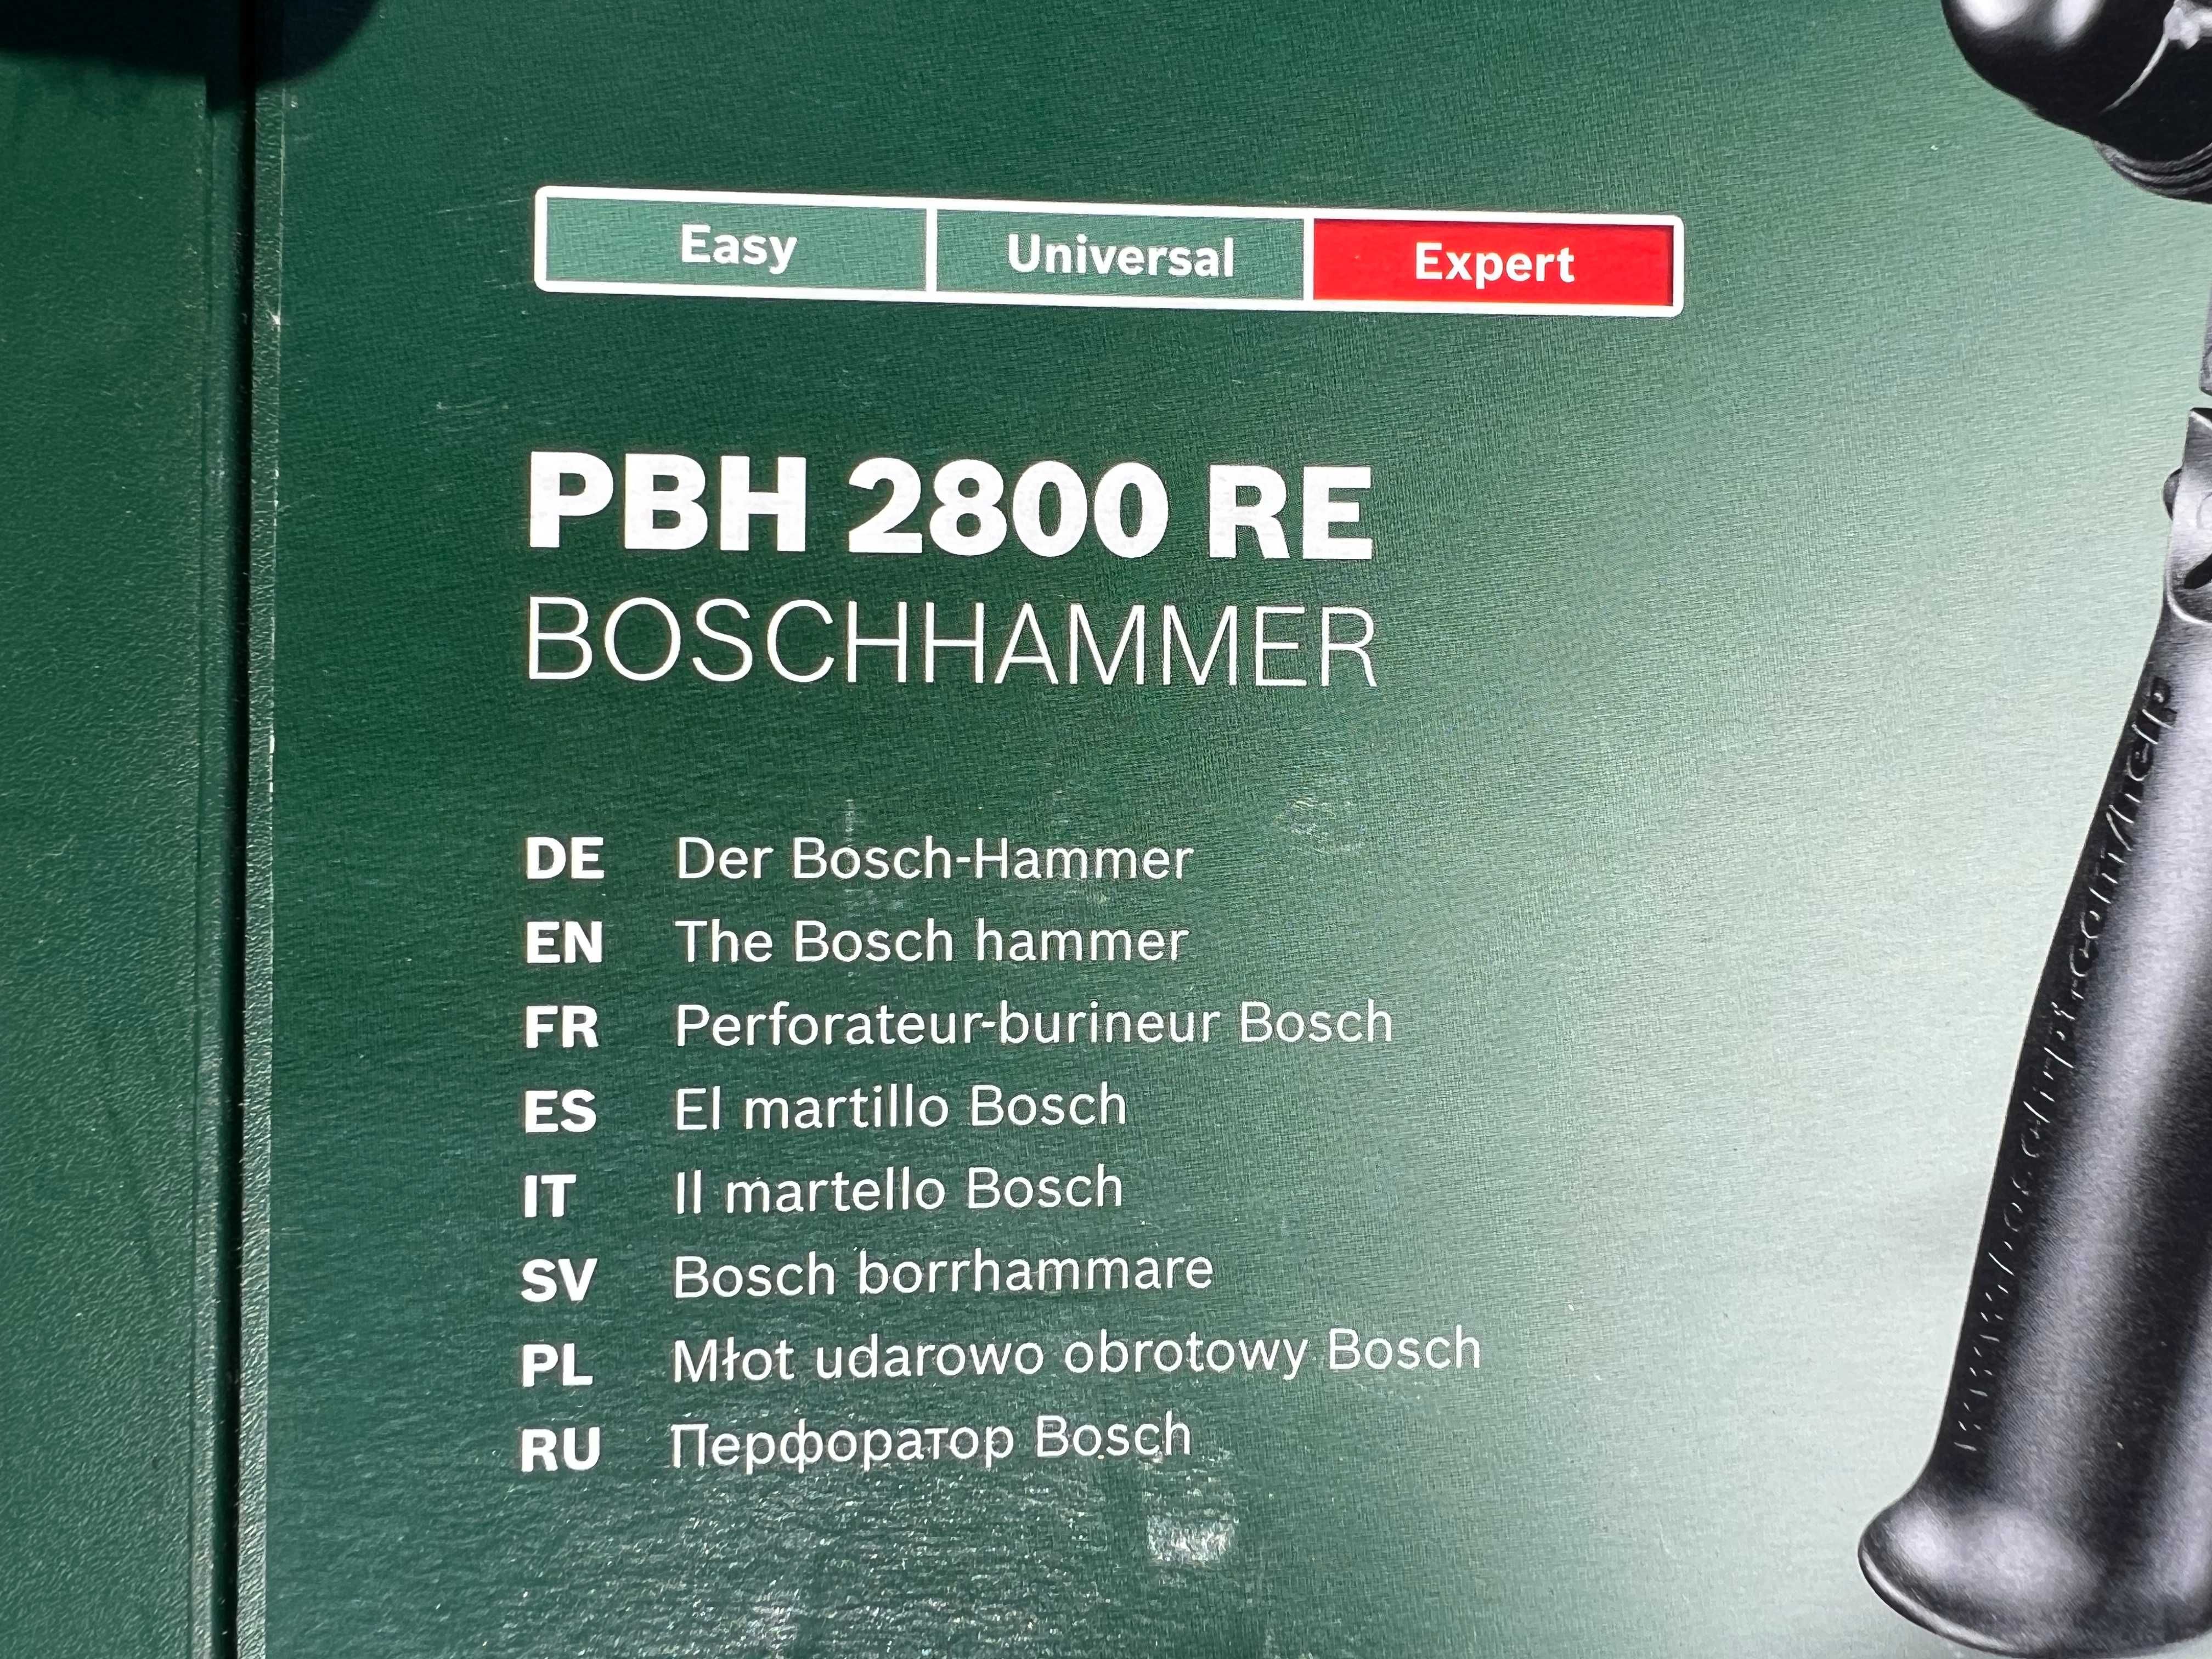 Easy Universal Expert
PBH 2800 RE
BOSCHHAMMER
DE Der Bosch-Hammer
EN The Bosch hammer
FR Perforateur-burineur Bosch
ES El martillo Bosch
IT Il martello Bosch
SV Bosch borrhammare
PL Młot udarowo obrotowy Bosch
RU Перфоратор Bosch